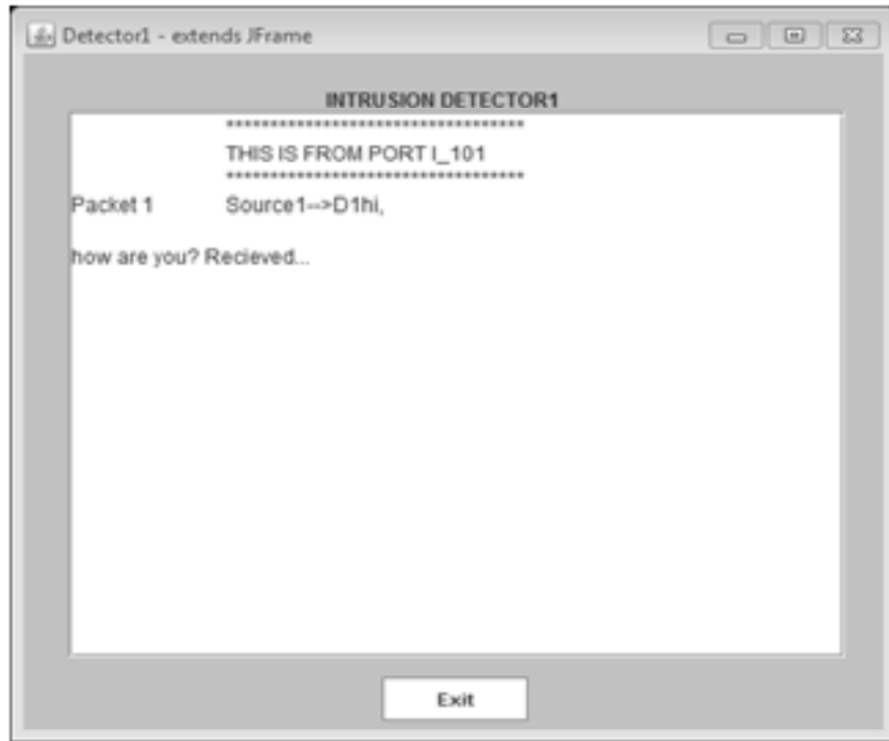 Detector1 - extends JFrame
INTRUSION DETECTOR1
**********************************
THIS IS FROM PORT I_101
**********************************
Packet 1 Source1-->D1hi,
how are you? Recieved...
Exit